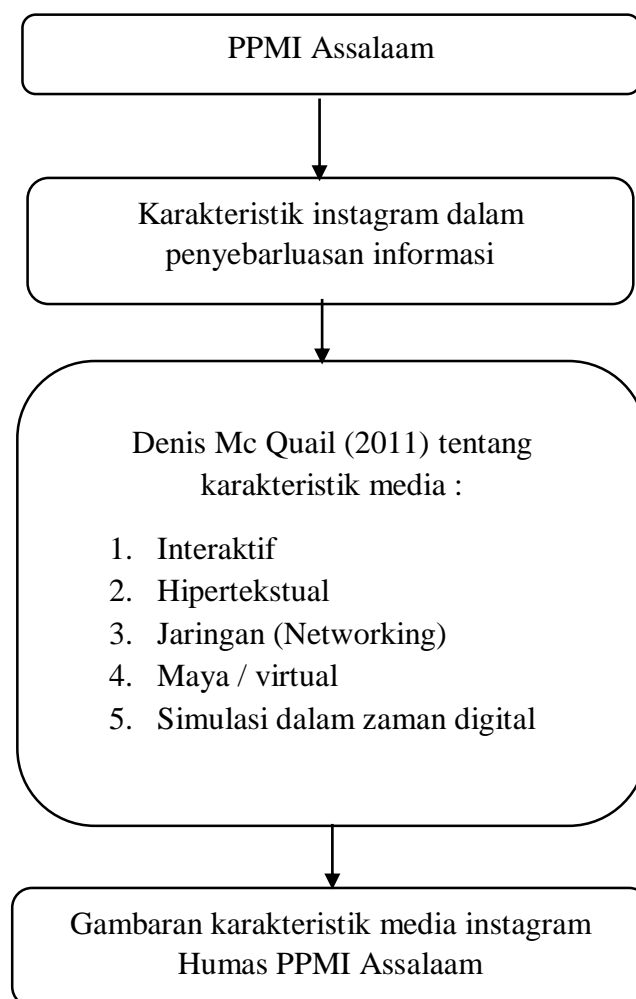 PPMI Assalaam
Karakteristik instagram dalam
penyebarluasan informasi
Denis Mc Quail (2011) tentang
karakteristik media :
1. Interaktif
2. Hipertekstual
3. Jaringan (Networking)
4. Maya / virtual
5. Simulasi dalam zaman digital
Gambaran karakteristik media instagram
Humas PPMI Assalaam